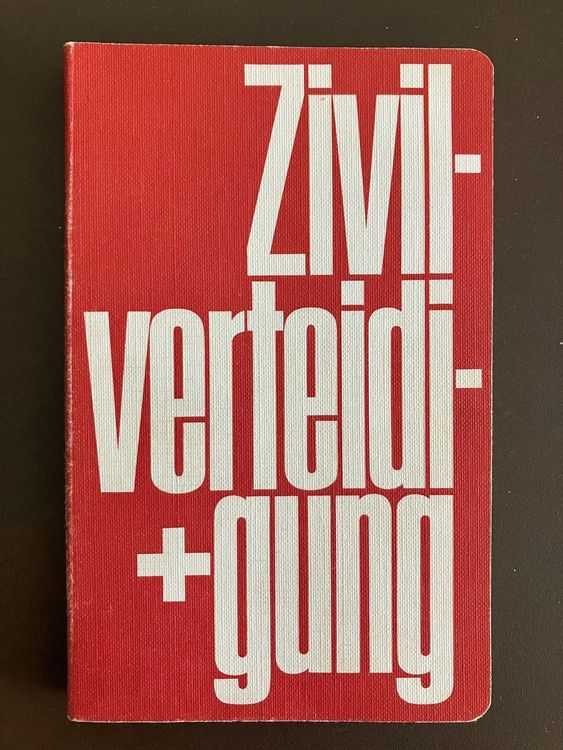 Zivil-
verteidi-
+gung